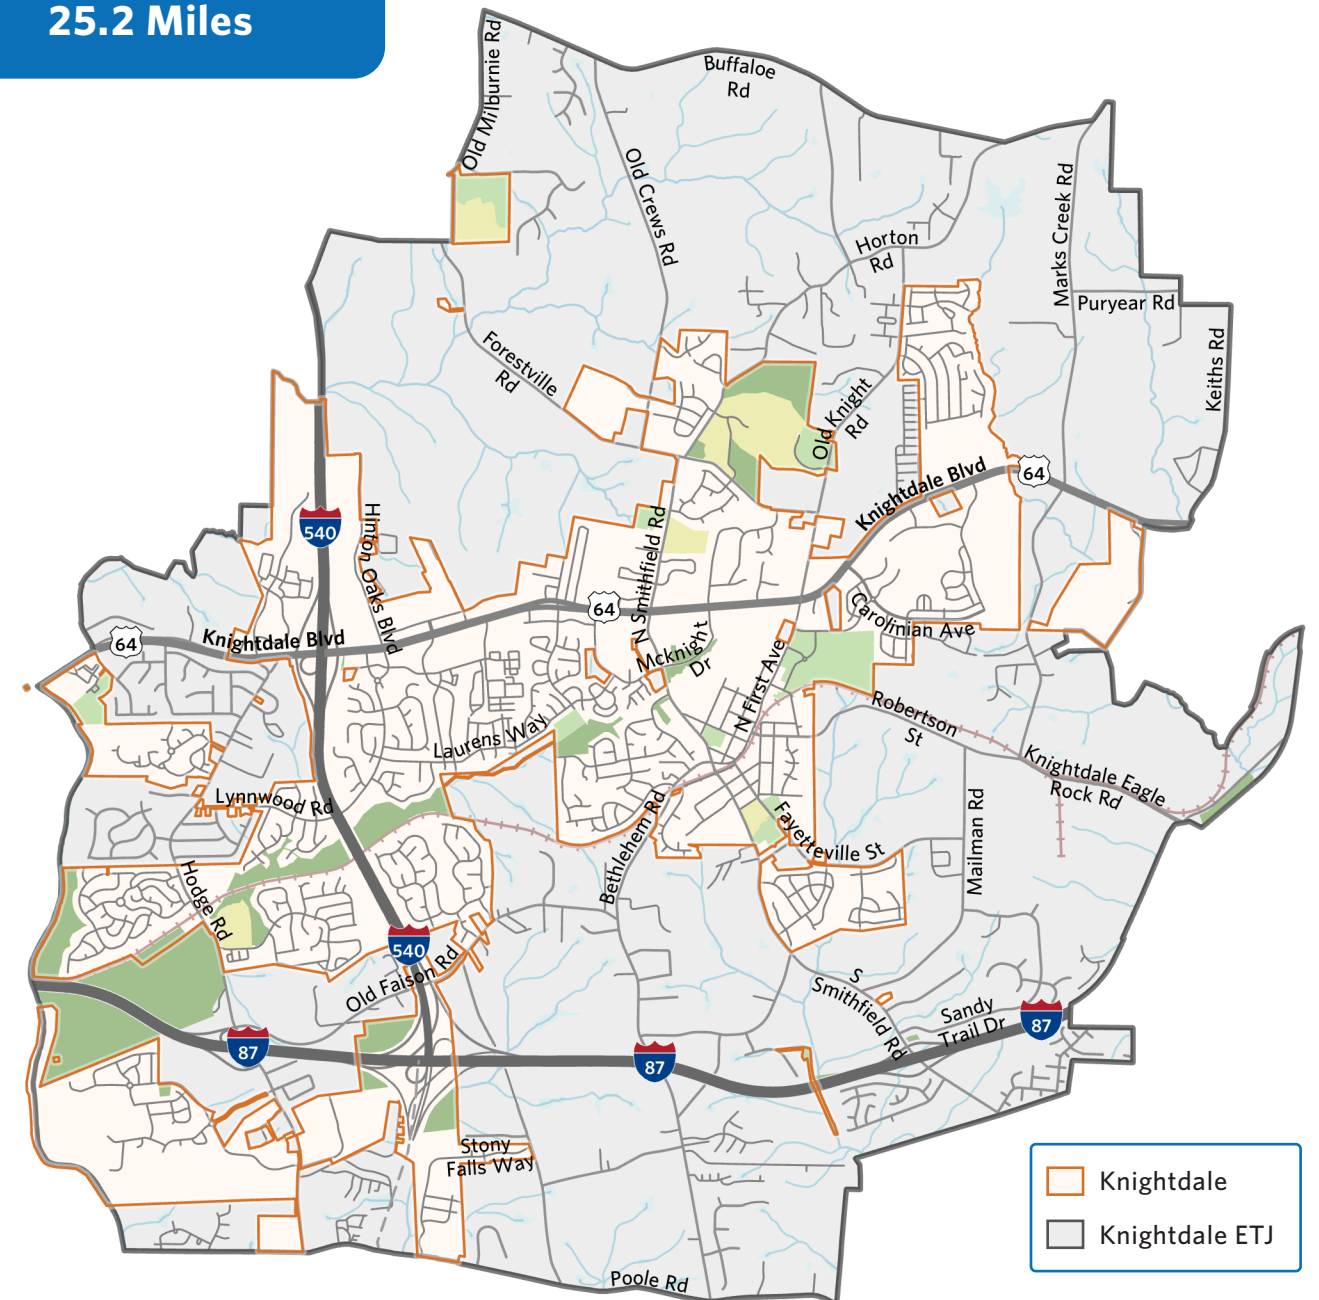 25.2 Miles
Old Milburnie Rd
Buffaloe
Rd
Old Crews Rd
Horton
Rd
Marks Creek Rd
Puryear Rd
Keiths Rd
Forestville
Rd
Old Knight
Rd
Knightdale Blvd
64
540
Hinton Oaks Blvd
N Smithfield Rd
64
Carolinian Ave
64
Knightdale Blvd
Mcknight
Dr
N First Ave
Laurens Way
Robertson
St
Knightdale Eagle
Rock Rd
Lynnwood Rd
Bethlehem Rd
Fayetteville St
Mailman Rd
Hodge Rd
540
Old Faison Rd
S
Smithfield Rd
Sandy
Trail Dr
87
87
87
Stony
Falls Way
Poole Rd
Knightdale
Knightdale ETJ